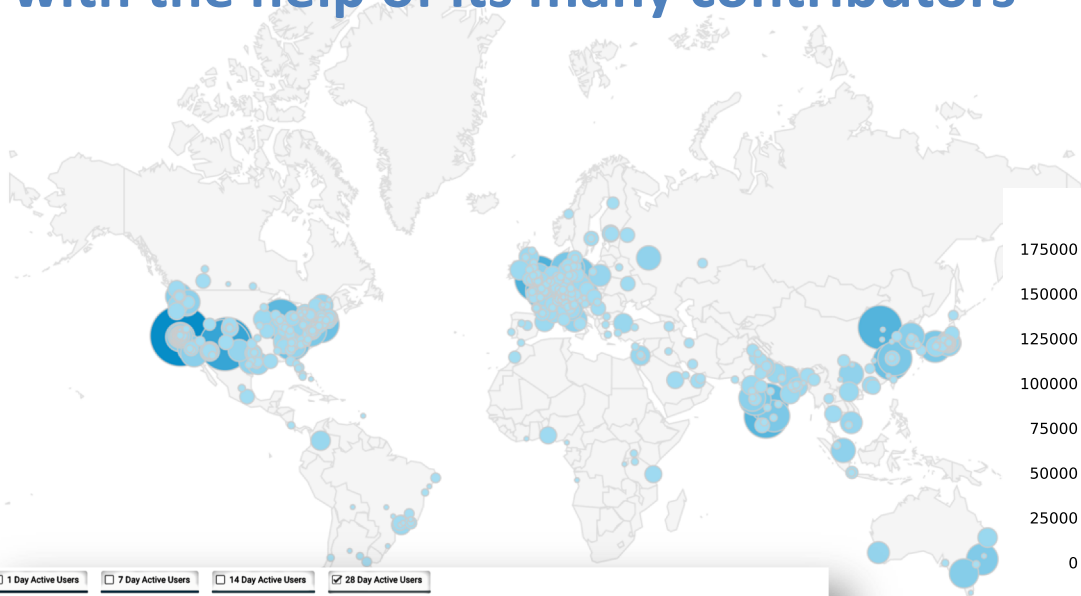 with the help of its many contributors
175000
150000
125000
100000
75000
50000
25000
0
1 Day Active Users
7 Day Active Users
14 Day Active Users
28 Day Active Users